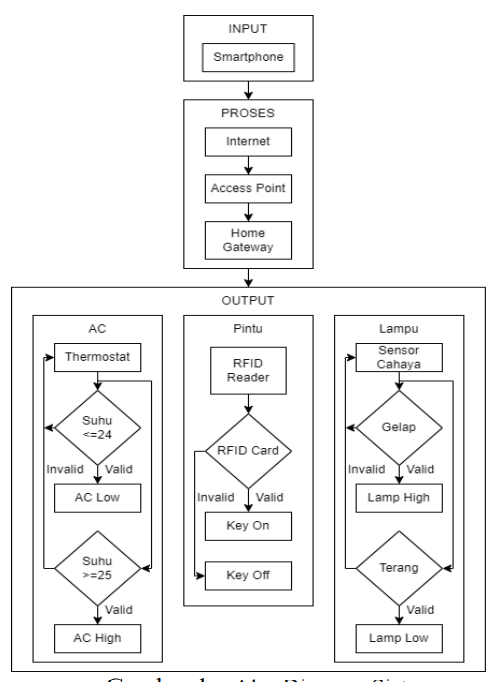 INPUT
Smartphone
PROSES
Internet
Access Point
Home
Gateway
OUTPUT
AC
Thermostat
Suhu
<=24
Invalid
Valid
AC Low
Suhu
>=25
Valid
AC High
Pintu
RFID
Reader
RFID Card
Invalid
Valid
Key On
Key Off
Lampu
Sensor
Cahaya
Gelap
Invalid
Valid
Lamp High
Terang
Valid
Lamp Low